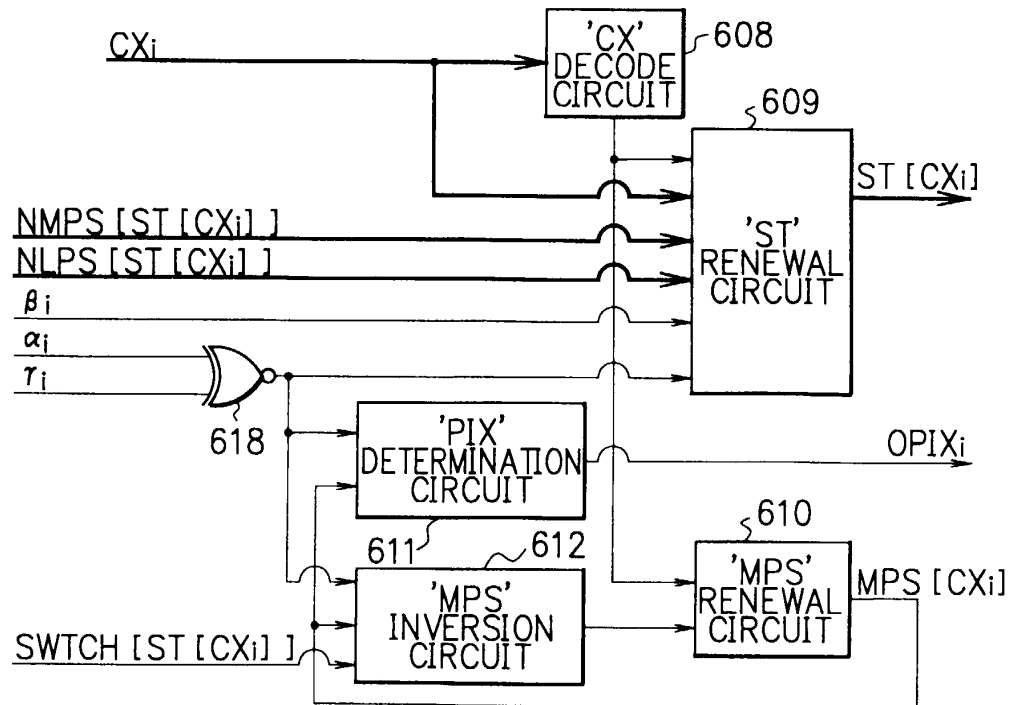 CXi
'CX'
DECODE
CIRCUIT
608
609
ST [CXi]
NMPS [ST [CXi] ]
NLPS [ST [CXi] ]
'ST'
RENEWAL
CIRCUIT
βi
αi
γi
618
'PIX'
DETERMINATION
CIRCUIT
OPIXi
611
612
610
'MPS'
INVERSION
CIRCUIT
'MPS'
RENEWAL
CIRCUIT
MPS [CXi]
SWTCH [ST [CXi] ]